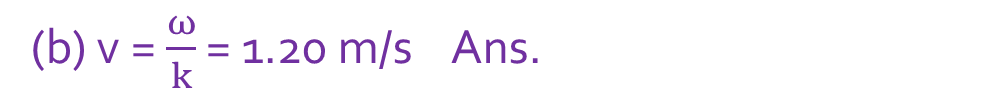 (b) v = ω/k = 1.20 m/s Ans.